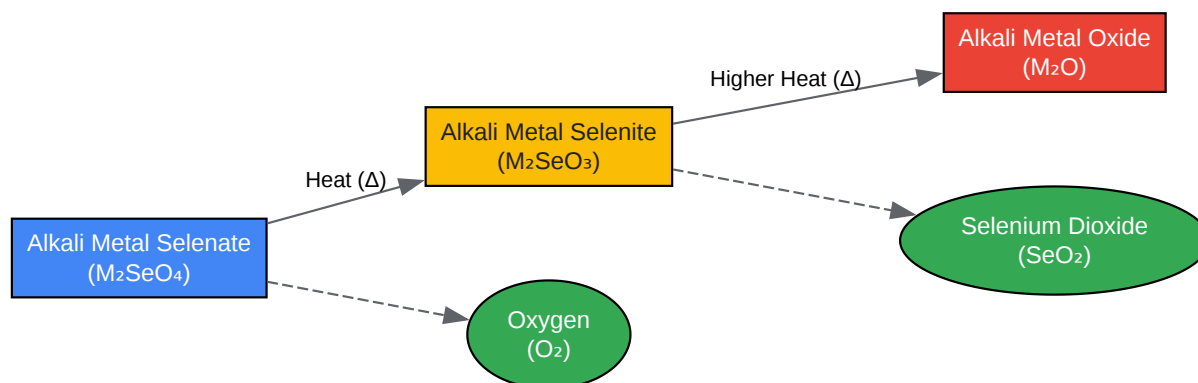 Alkali Metal Selenate
(M₂SeO₄)
Heat (Δ)
Oxygen
(O₂)
Alkali Metal Selenite
(M₂SeO₃)
Higher Heat (Δ)
Alkali Metal Oxide
(M₂O)
Selenium Dioxide
(SeO₂)